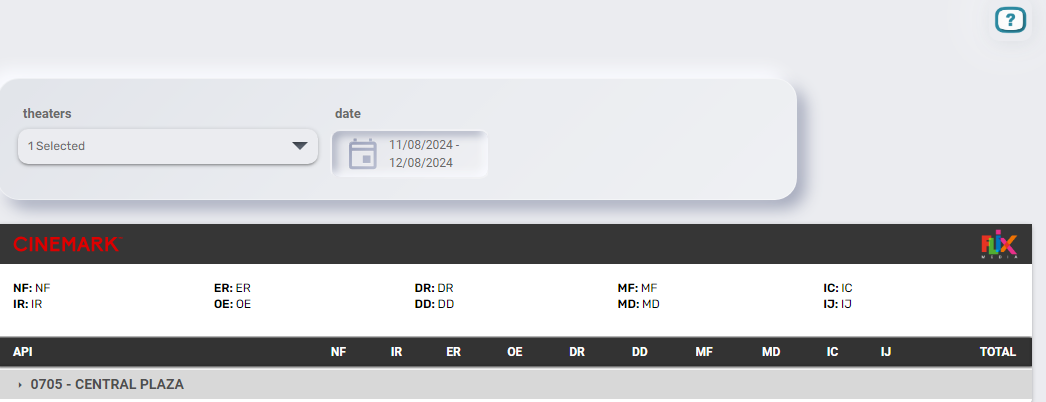 ?
theaters
date
1 Selected
11/08/2024 -
12/08/2024
CINEMARK
FLIX
MEDIA
NF: NF
ER: ER
DR: DR
MF: MF
IC: IC
IR: IR
OE: OE
DD: DD
MD: MD
IJ: IJ
API NF IR ER OE DR DD MF MD IC IJ TOTAL
0705 - CENTRAL PLAZA